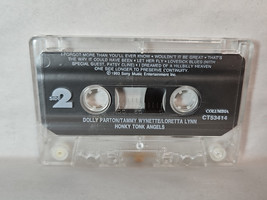 I FORGOT MORE THAN YOU'LL EVER KNOW • WOULDN'T IT BE GREAT • THAT'S
THE WAY IT COULD HAVE BEEN • LET HER FLY • LOVESICK BLUES (WITH
SPECIAL GUEST, PATSY CLINE) • I DREAMED OF A HILLBILLY HEAVEN
ONE SIDE LONGER TO PRESERVE CONTINUITY
℗ 1993 Sony Music Entertainment Inc.
2
COLUMBIA
CT53414
DOLLY PARTON/TAMMY WYNETTE/LORETTA LYNN
HONKY TONK ANGELS